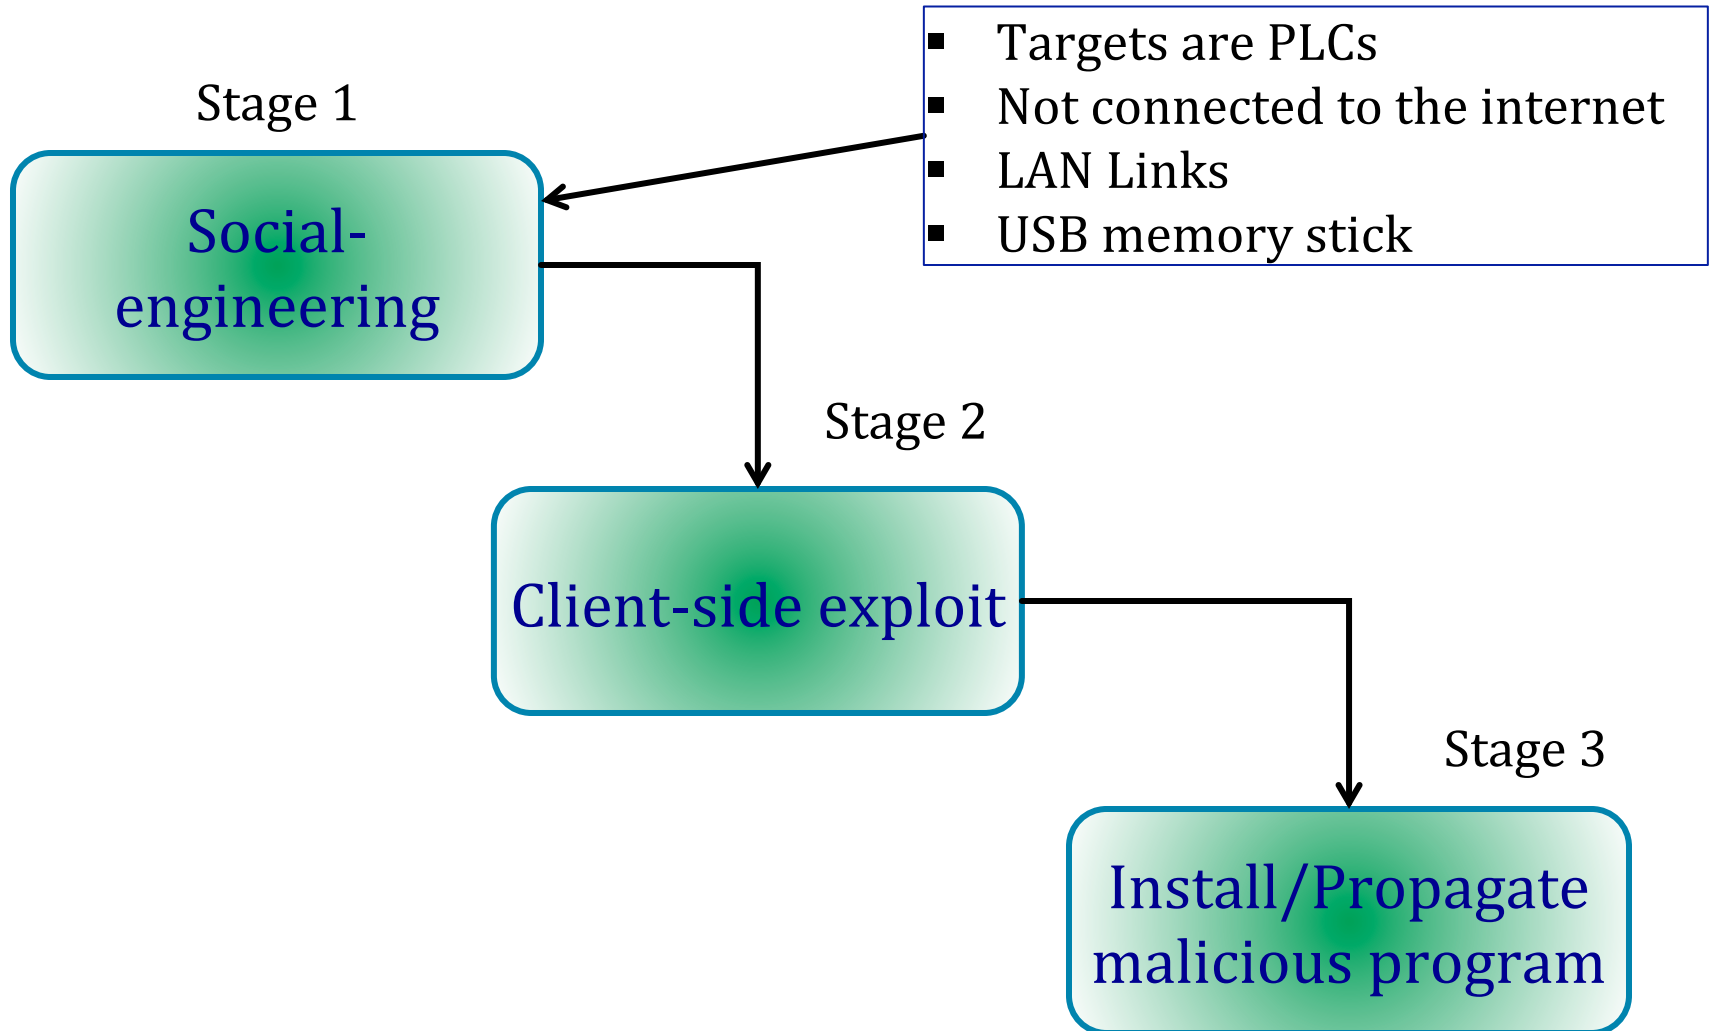 Targets are PLCs
Not connected to the internet
LAN Links
USB memory stick
Stage 1
Social-
engineering
Stage 2
Client-side exploit
Stage 3
Install/Propagate
malicious program